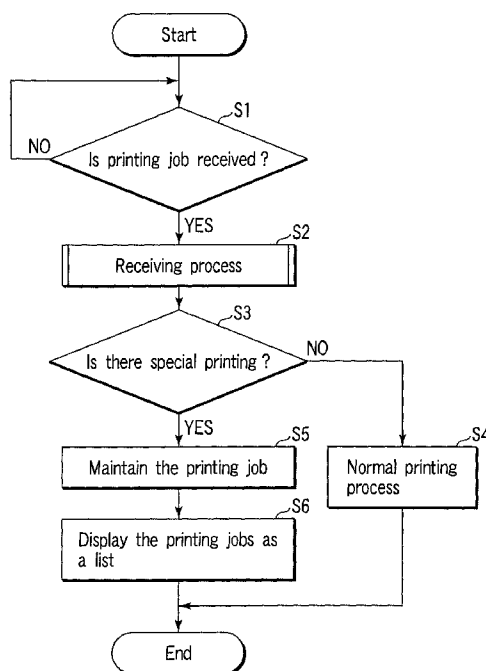 Start
S1
Is printing job received ?
NO
YES
S2
Receiving process
S3
Is there special printing ?
NO
YES
S5
Maintain the printing job
S4
Normal printing
process
S6
Display the printing jobs as
a list
End